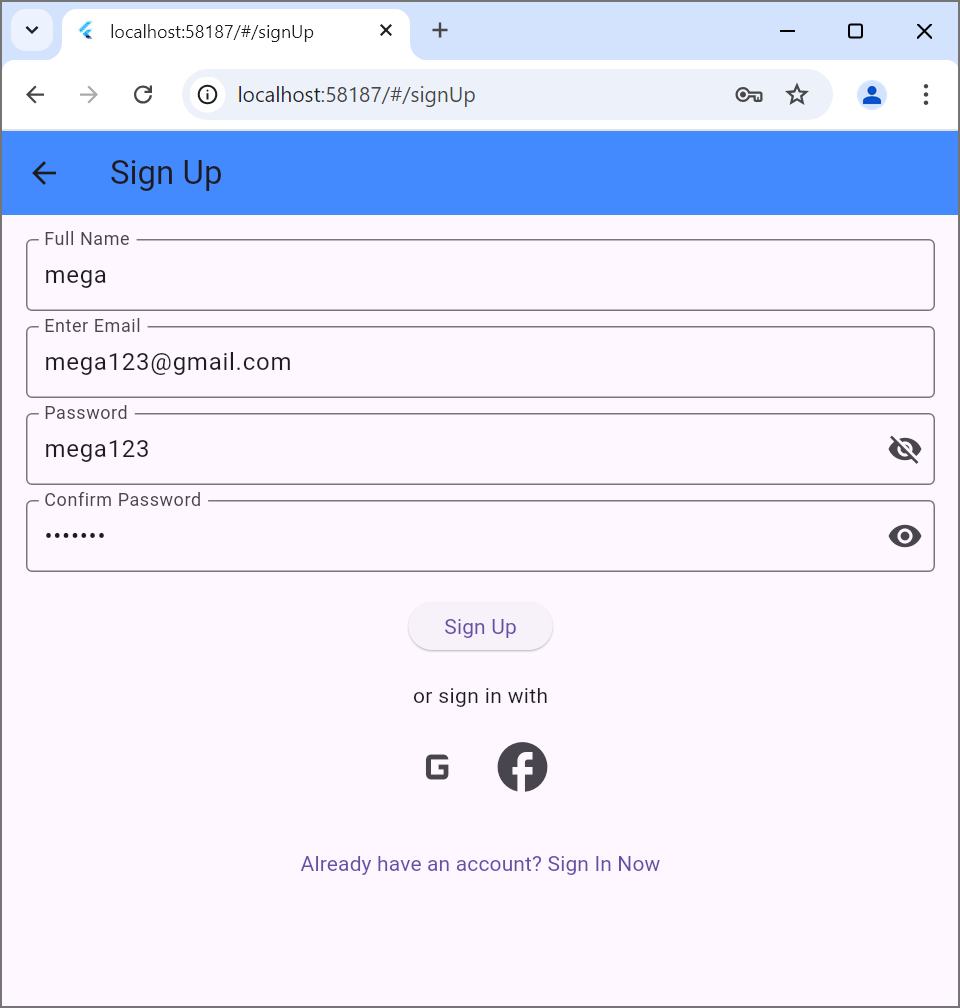 localhost:58187/#/signUp
localhost:58187/#/signUp
Sign Up
Full Name
mega
Enter Email
mega123@gmail.com
Password
mega123
Confirm Password
•••••••
Sign Up
or sign in with
G
Already have an account? Sign In Now